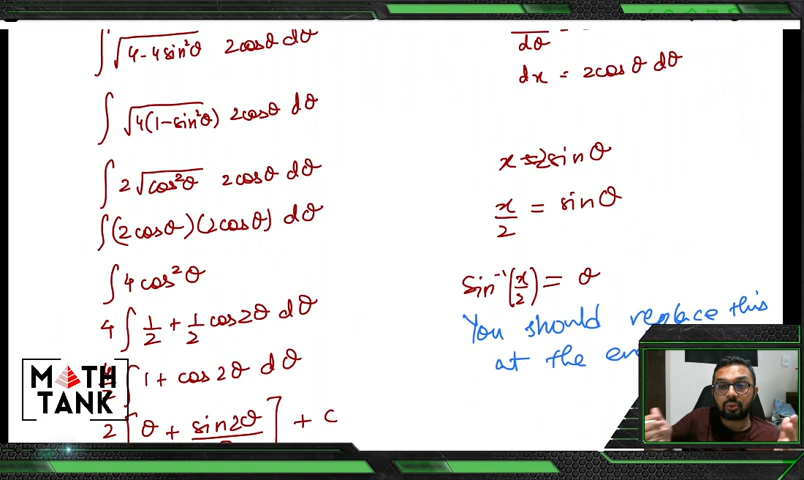 ∫√(4-4sin²θ) 2cosθ dθ
∫√(4(1-sin²θ)) 2cosθ dθ
∫2√(cos²θ) 2cosθ dθ
∫(2cosθ)(2cosθ) dθ
∫4cos²θ
4∫1/2 + 1/2 cos2θ dθ
∫1 + cos2θ dθ
2[θ + sin2θ/] + c
dθ =
dx = 2cosθ dθ
x=2sinθ
x/2 = sinθ
sin⁻¹(x/2) = θ
You should replace this
at the
MATH
TANK